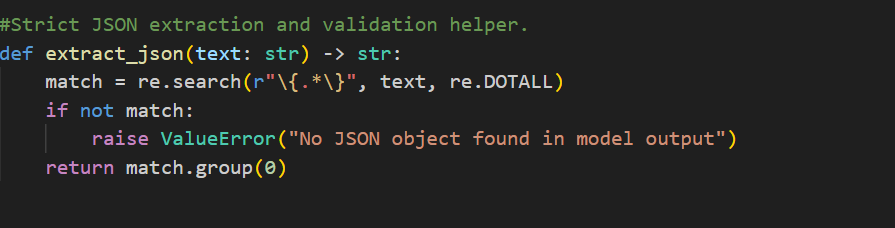 #Strict JSON extraction and validation helper.
def extract_json(text: str) -> str:
    match = re.search(r"\{.*\}", text, re.DOTALL)
    if not match:
        raise ValueError("No JSON object found in model output")
    return match.group(0)